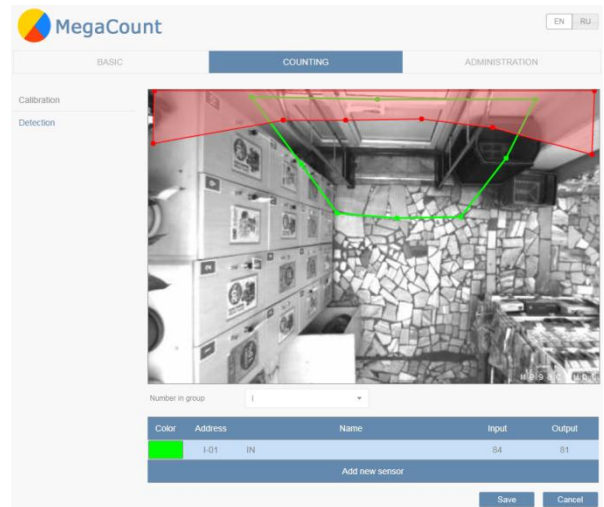 MegaCount
EN RU
BASIC COUNTING ADMINISTRATION
Calibration
Detection
Number in group I
Color Address Name Input Output
I-01 IN 84 81
Add new sensor
Save Cancel